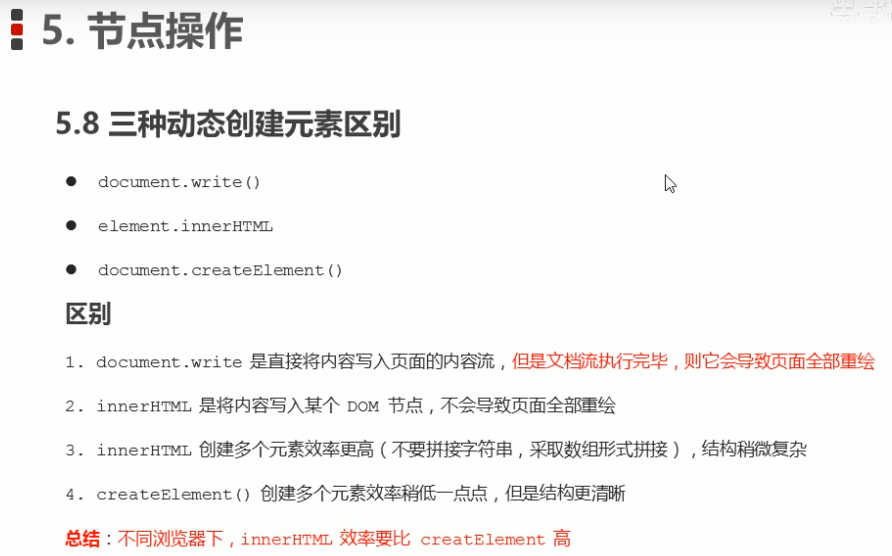 5. 节点操作
5.8 三种动态创建元素区别
● document.write()
● element.innerHTML
● document.createElement()
区别
1. document.write 是直接将内容写入页面的内容流，但是文档流执行完毕，则它会导致页面全部重绘
2. innerHTML 是将内容写入某个 DOM 节点，不会导致页面全部重绘
3. innerHTML 创建多个元素效率更高（不要拼接字符串，采取数组形式拼接），结构稍微复杂
4. createElement() 创建多个元素效率稍低一点点，但是结构更清晰
总结：不同浏览器下，innerHTML 效率要比 creatElement 高